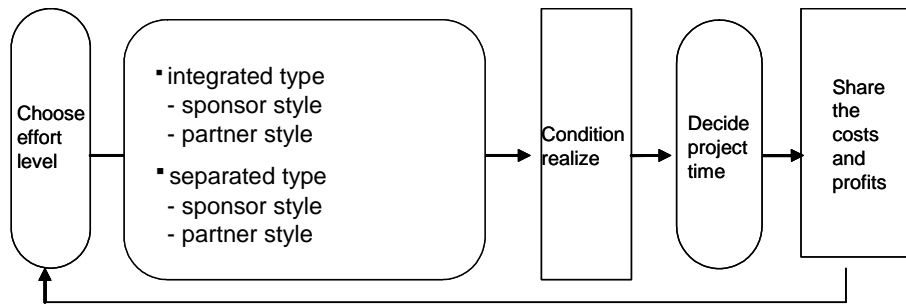 Choose
effort
level
▪ integrated type
- sponsor style
- partner style
▪ separated type
- sponsor style
- partner style
Condition
realize
Decide
project
time
Share
the
costs
and
profits